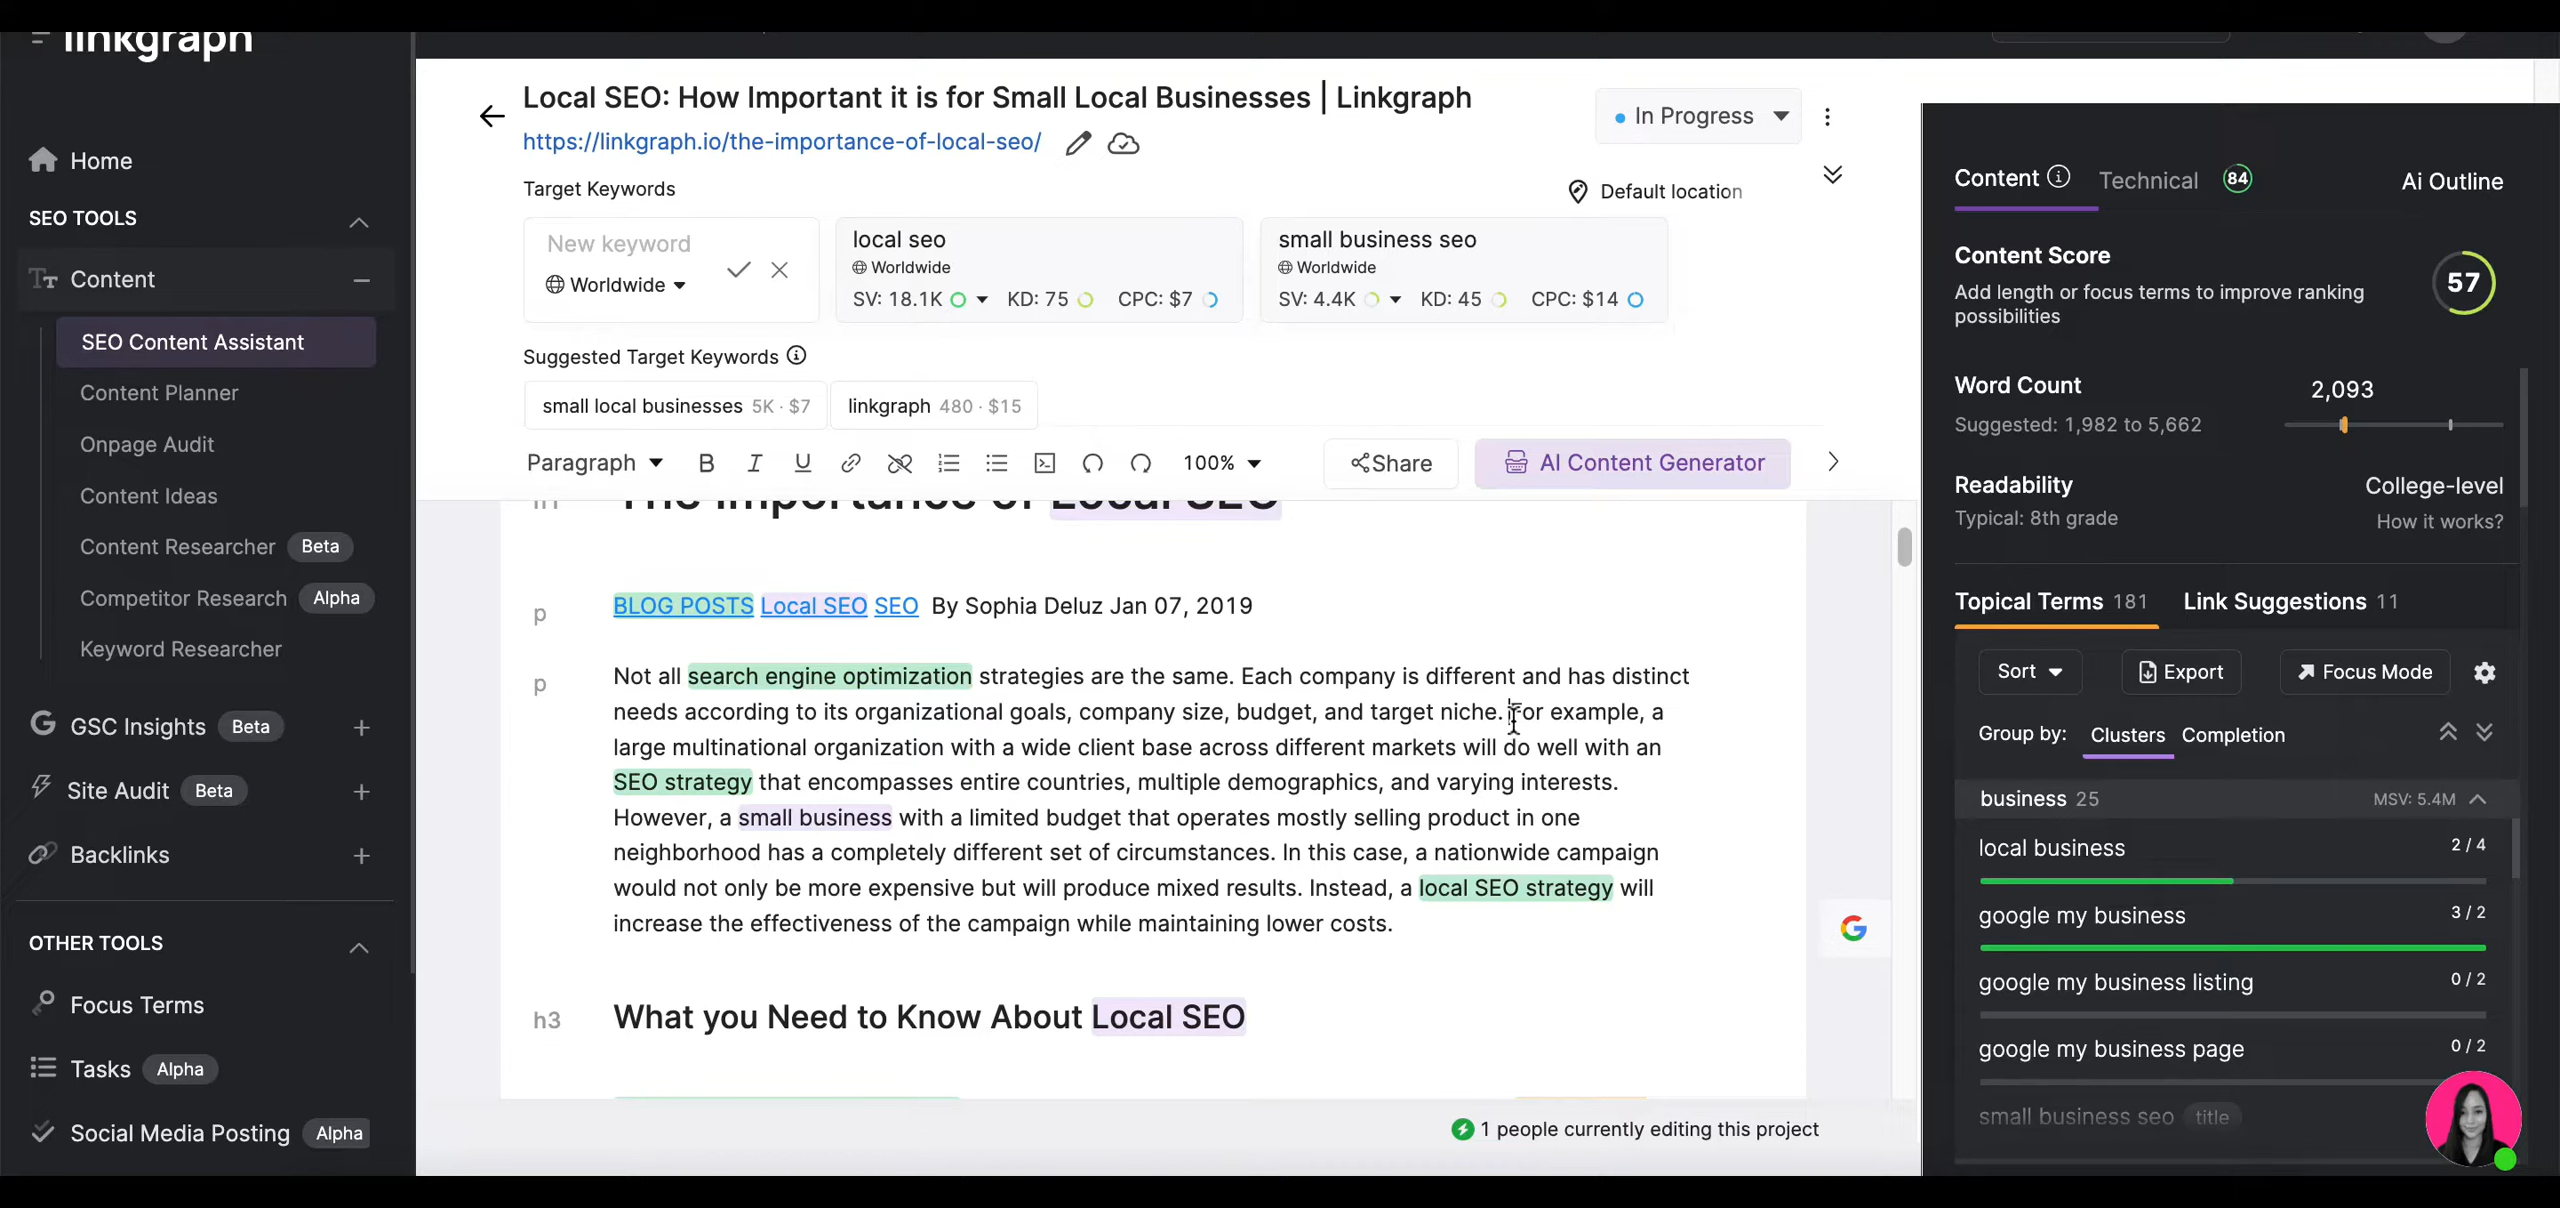 linkgraph
Home
SEO TOOLS
Content
SEO Content Assistant
Content Planner
Onpage Audit
Content Ideas
Content Researcher Beta
Competitor Research Alpha
Keyword Researcher
GSC Insights Beta
Site Audit Beta
Backlinks
OTHER TOOLS
Focus Terms
Tasks Alpha
Social Media Posting Alpha
Local SEO: How Important it is for Small Local Businesses | Linkgraph
https://linkgraph.io/the-importance-of-local-seo/
In Progress
Target Keywords
Default location
New keyword
Worldwide
local seo
Worldwide
SV: 18.1K KD: 75 CPC: $7
small business seo
Worldwide
SV: 4.4K KD: 45 CPC: $14
Suggested Target Keywords
small local businesses 5K · $7
linkgraph 480 · $15
Paragraph B I U 100% Share AI Content Generator
h1 The Importance of Local SEO
p BLOG POSTS Local SEO SEO By Sophia Deluz Jan 07, 2019
p Not all search engine optimization strategies are the same. Each company is different and has distinct
needs according to its organizational goals, company size, budget, and target niche. For example, a
large multinational organization with a wide client base across different markets will do well with an
SEO strategy that encompasses entire countries, multiple demographics, and varying interests.
However, a small business with a limited budget that operates mostly selling product in one
neighborhood has a completely different set of circumstances. In this case, a nationwide campaign
would not only be more expensive but will produce mixed results. Instead, a local SEO strategy will
increase the effectiveness of the campaign while maintaining lower costs.
h3 What you Need to Know About Local SEO
1 people currently editing this project
Content Technical 84 Ai Outline
Content Score
Add length or focus terms to improve ranking
possibilities
57
Word Count 2,093
Suggested: 1,982 to 5,662
Readability College-level
Typical: 8th grade How it works?
Topical Terms 181 Link Suggestions 11
Sort Export Focus Mode
Group by: Clusters Completion
business 25 MSV: 5.4M
local business 2 / 4
google my business 3 / 2
google my business listing 0 / 2
google my business page 0 / 2
small business seo title